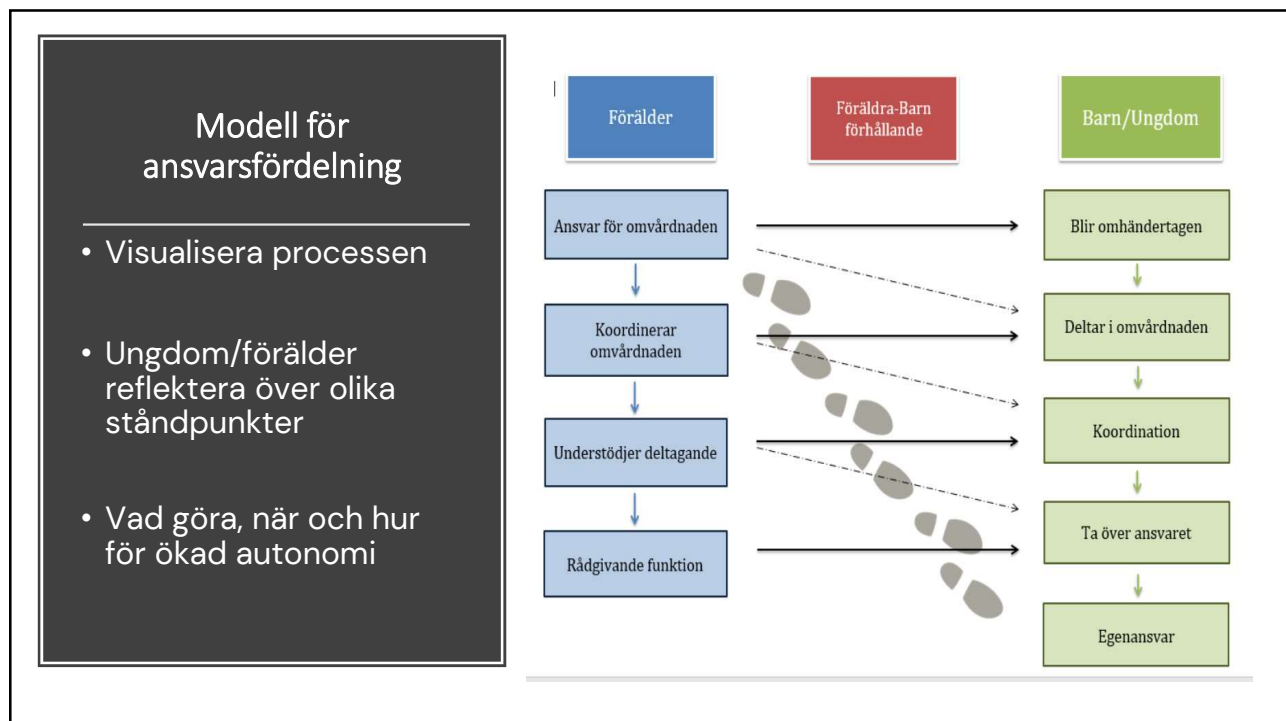 Modell för
ansvarsfördelning
• Visualisera processen
• Ungdom/förälder
reflektera över olika
ståndpunkter
• Vad göra, när och hur
för ökad autonomi
Förälder
Föräldra-Barn
förhållande
Barn/Ungdom
Ansvar för omvårdnaden
Blir omhändertagen
Koordinerar
omvårdnaden
Deltar i omvårdnaden
Understödjer deltagande
Koordination
Rådgivande funktion
Ta över ansvaret
Egenansvar